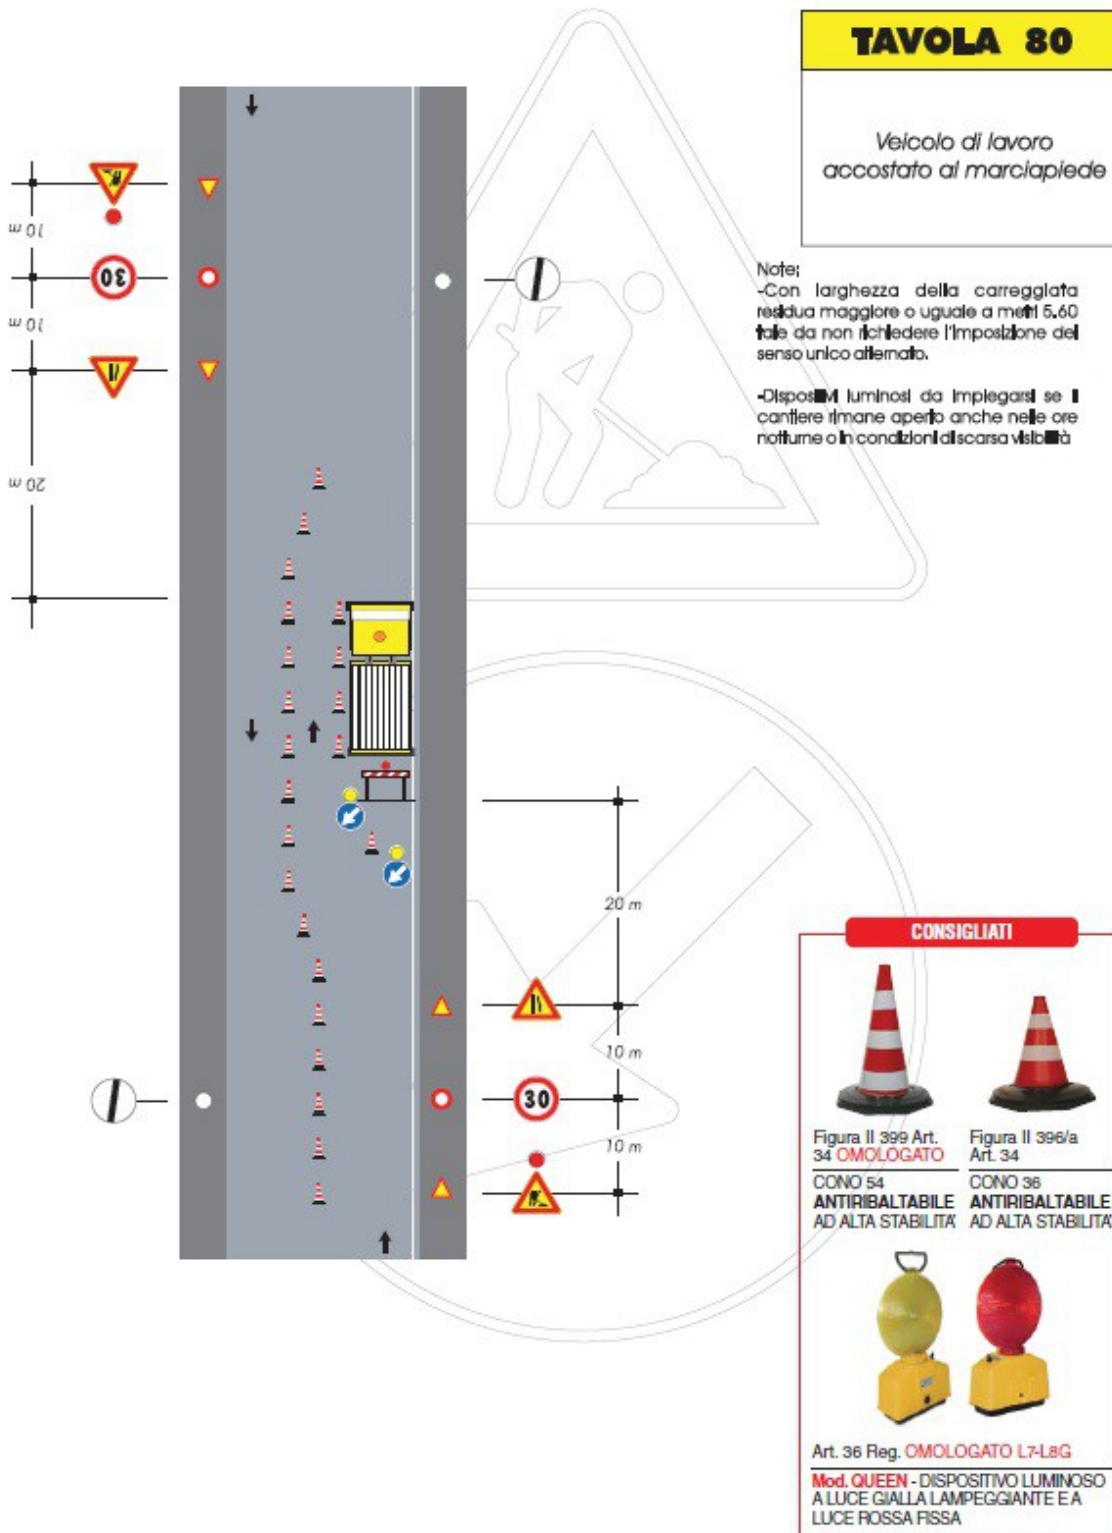 TAVOLA 80
Veicolo di lavoro
accostato al marciapiede
Note:
-Con larghezza della carreggiata
residua maggiore o uguale a metri 5.60
tale da non richiedere l'imposizione del
senso unico alternato.
-Dispositivi luminosi da impiegarsi se il
cantiere rimane aperto anche nelle ore
notturne o in condizioni di scarsa visibilità
10 m
30
10 m
20 m
20 m
10 m
30
10 m
CONSIGLIATI
Figura II 399 Art.
34 OMOLOGATO
CONO 54
ANTIRIBALTABILE
AD ALTA STABILITA'
Figura II 396/a
Art. 34
CONO 36
ANTIRIBALTABILE
AD ALTA STABILITA'
Art. 36 Reg. OMOLOGATO L7-L8G
Mod. QUEEN - DISPOSITIVO LUMINOSO
A LUCE GIALLA LAMPEGGIANTE E A
LUCE ROSSA FISSA